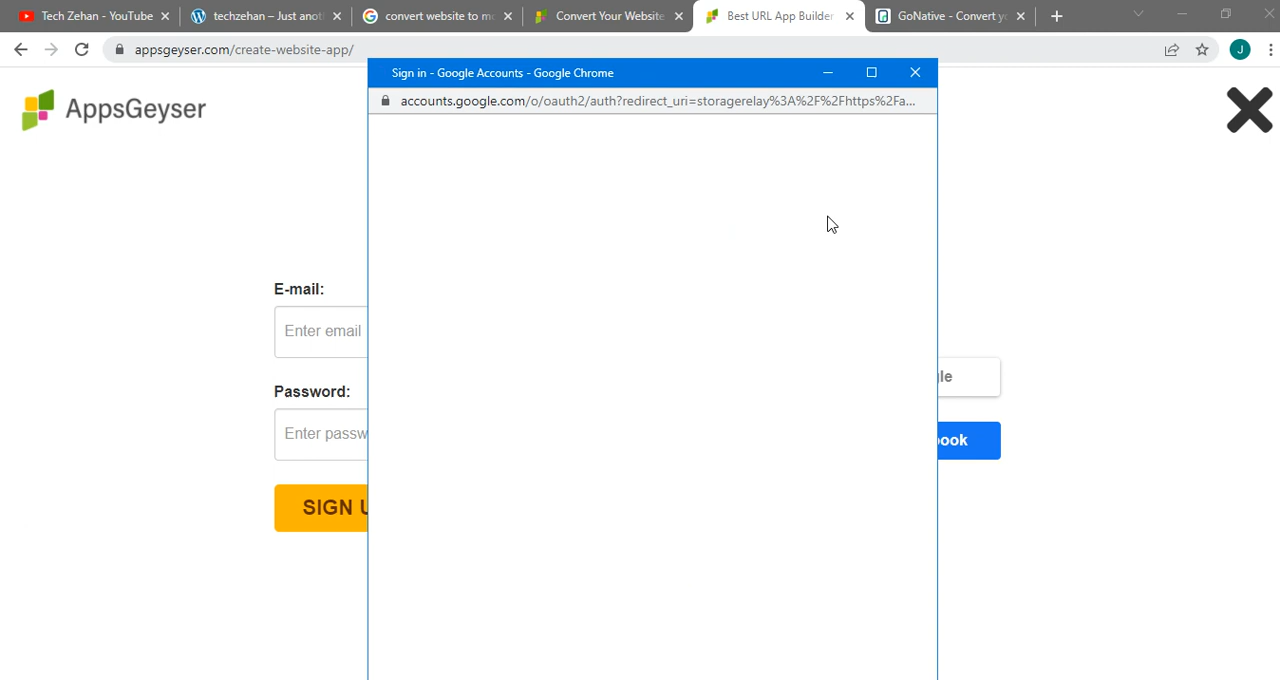 Tech Zehan - YouTube
techzehan – Just anot
convert website to mo
Convert Your Website
Best URL App Builder
GoNative - Convert yo
appsgeyser.com/create-website-app/
J
Sign in - Google Accounts - Google Chrome
accounts.google.com/o/oauth2/auth?redirect_uri=storagerelay%3A%2F%2Fhttps%2Fa...
AppsGeyser
E-mail:
Enter email
gle
Password:
Enter passw
book
SIGN U